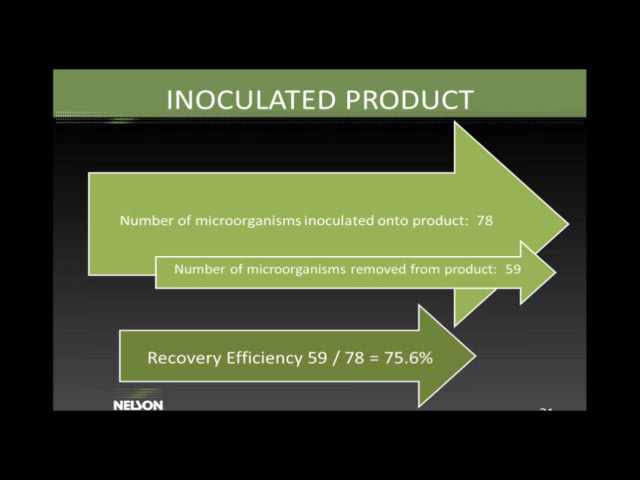 INOCULATED PRODUCT
Number of microorganisms inoculated onto product: 78
Number of microorganisms removed from product: 59
Recovery Efficiency 59 / 78 = 75.6%
NELSON